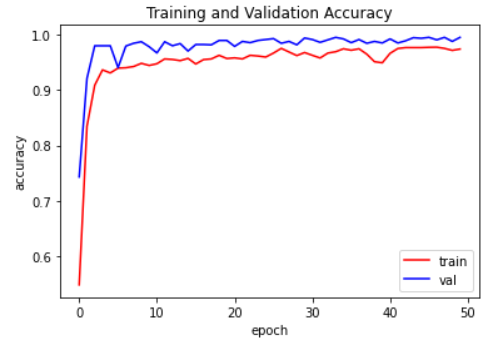 Training and Validation Accuracy
accuracy
1.0
0.9
0.8
0.7
0.6
0 10 20 30 40 50
epoch
train
val